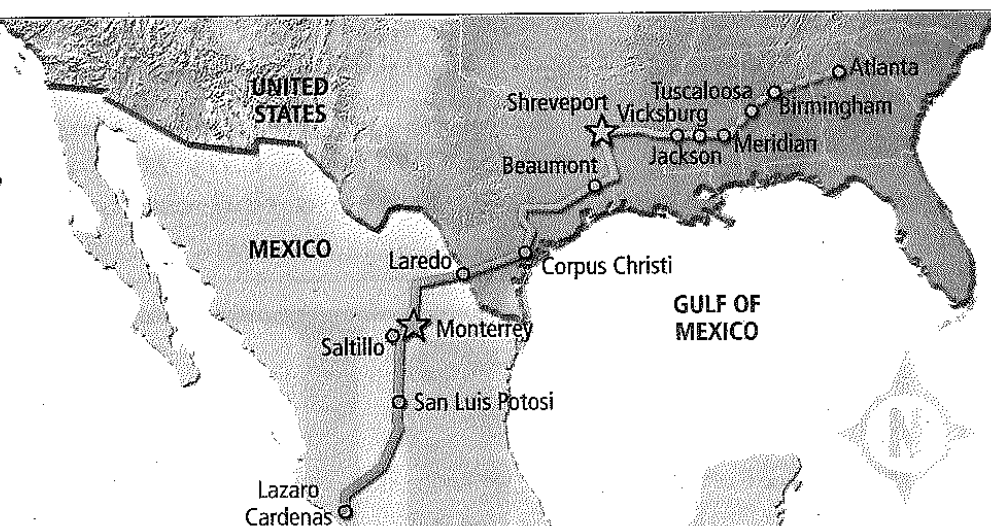 Atlanta
UNITED
STATES
Tuscaloosa
Birmingham
Shreveport
Vicksburg
Meridian
Jackson
Beaumont
MEXICO
Laredo
Corpus Christi
GULF OF
MEXICO
Monterrey
Saltillo
San Luis Potosi
N
Lazaro
Cardenas